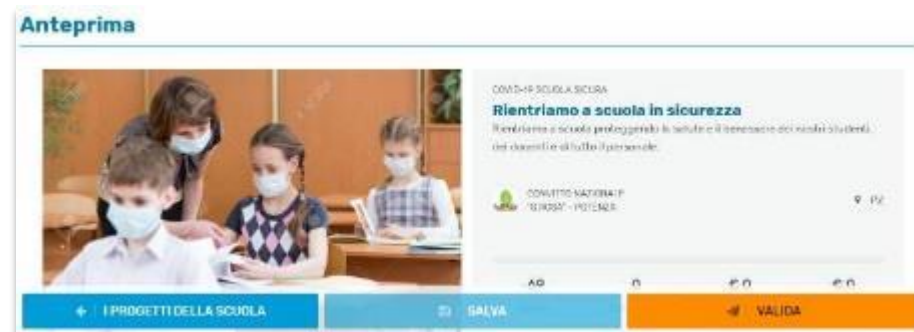 Anteprima
COVID-19 SCUOLA SICURA
Rientriamo a scuola in sicurezza
Rientriamo a scuola proteggendo la salute e il benessere dei nostri studenti,
dei docenti e di tutto il personale.
CONVITTO NAZIONALE
- POTENZA
PZ
0 € 0 € 0
I PROGETTI DELLA SCUOLA
SALVA
VALIDA